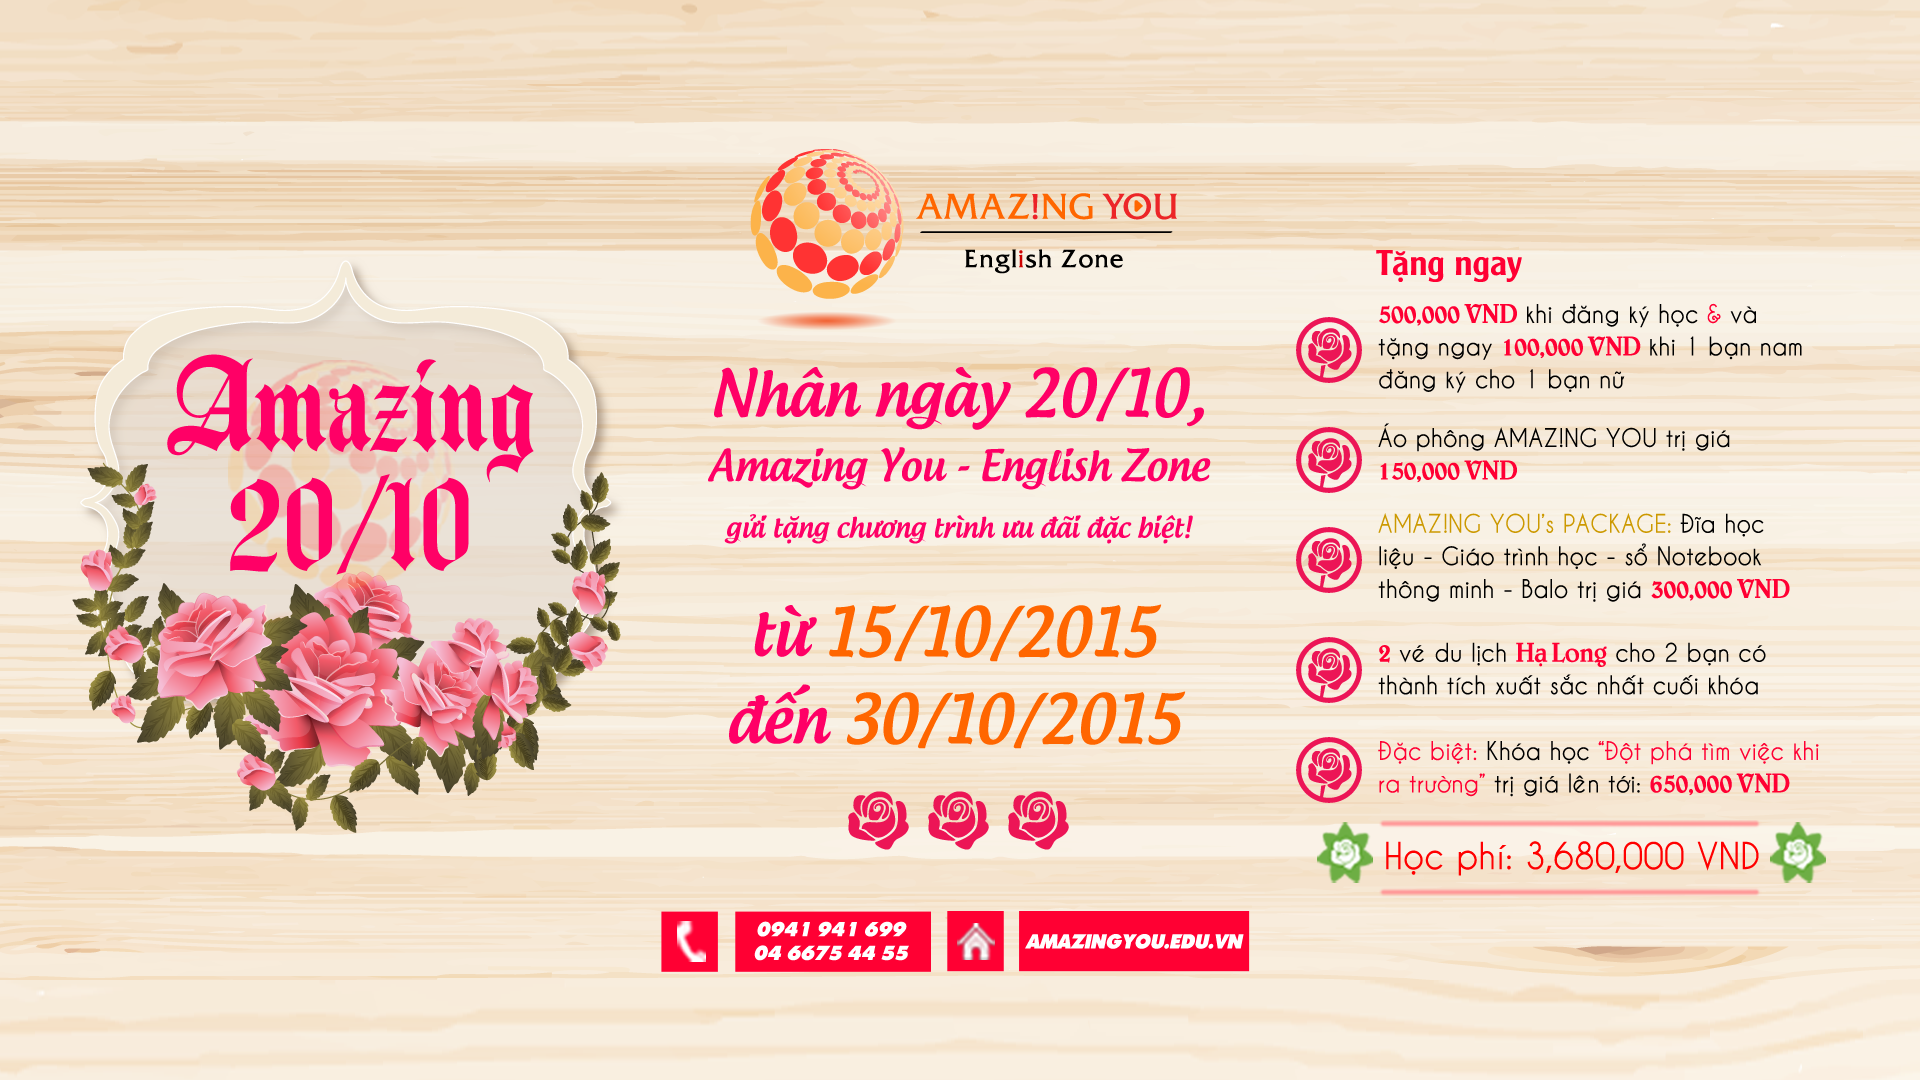 AMAZ!NG YOU
English Zone
Amazing
20/10
Nhân ngày 20/10,
Amazing You - English Zone
gửi tặng chương trình ưu đãi đặc biệt!
từ 15/10/2015
đến 30/10/2015
Tặng ngay
500,000 VND khi đăng ký học & và
tặng ngay 100,000 VND khi 1 bạn nam
đăng ký cho 1 bạn nữ
Áo phông AMAZ!NG YOU trị giá
150,000 VND
AMAZ!NG YOU's PACKAGE: Đĩa học
liệu - Giáo trình học - sổ Notebook
thông minh - Balo trị giá 300,000 VND
2 vé du lịch Hạ Long cho 2 bạn có
thành tích xuất sắc nhất cuối khóa
Đặc biệt: Khóa học “Đột phá tìm việc khi
ra trường” trị giá lên tới: 650,000 VND
Học phí: 3,680,000 VND
0941 941 699
04 6675 44 55
AMAZINGYOU.EDU.VN